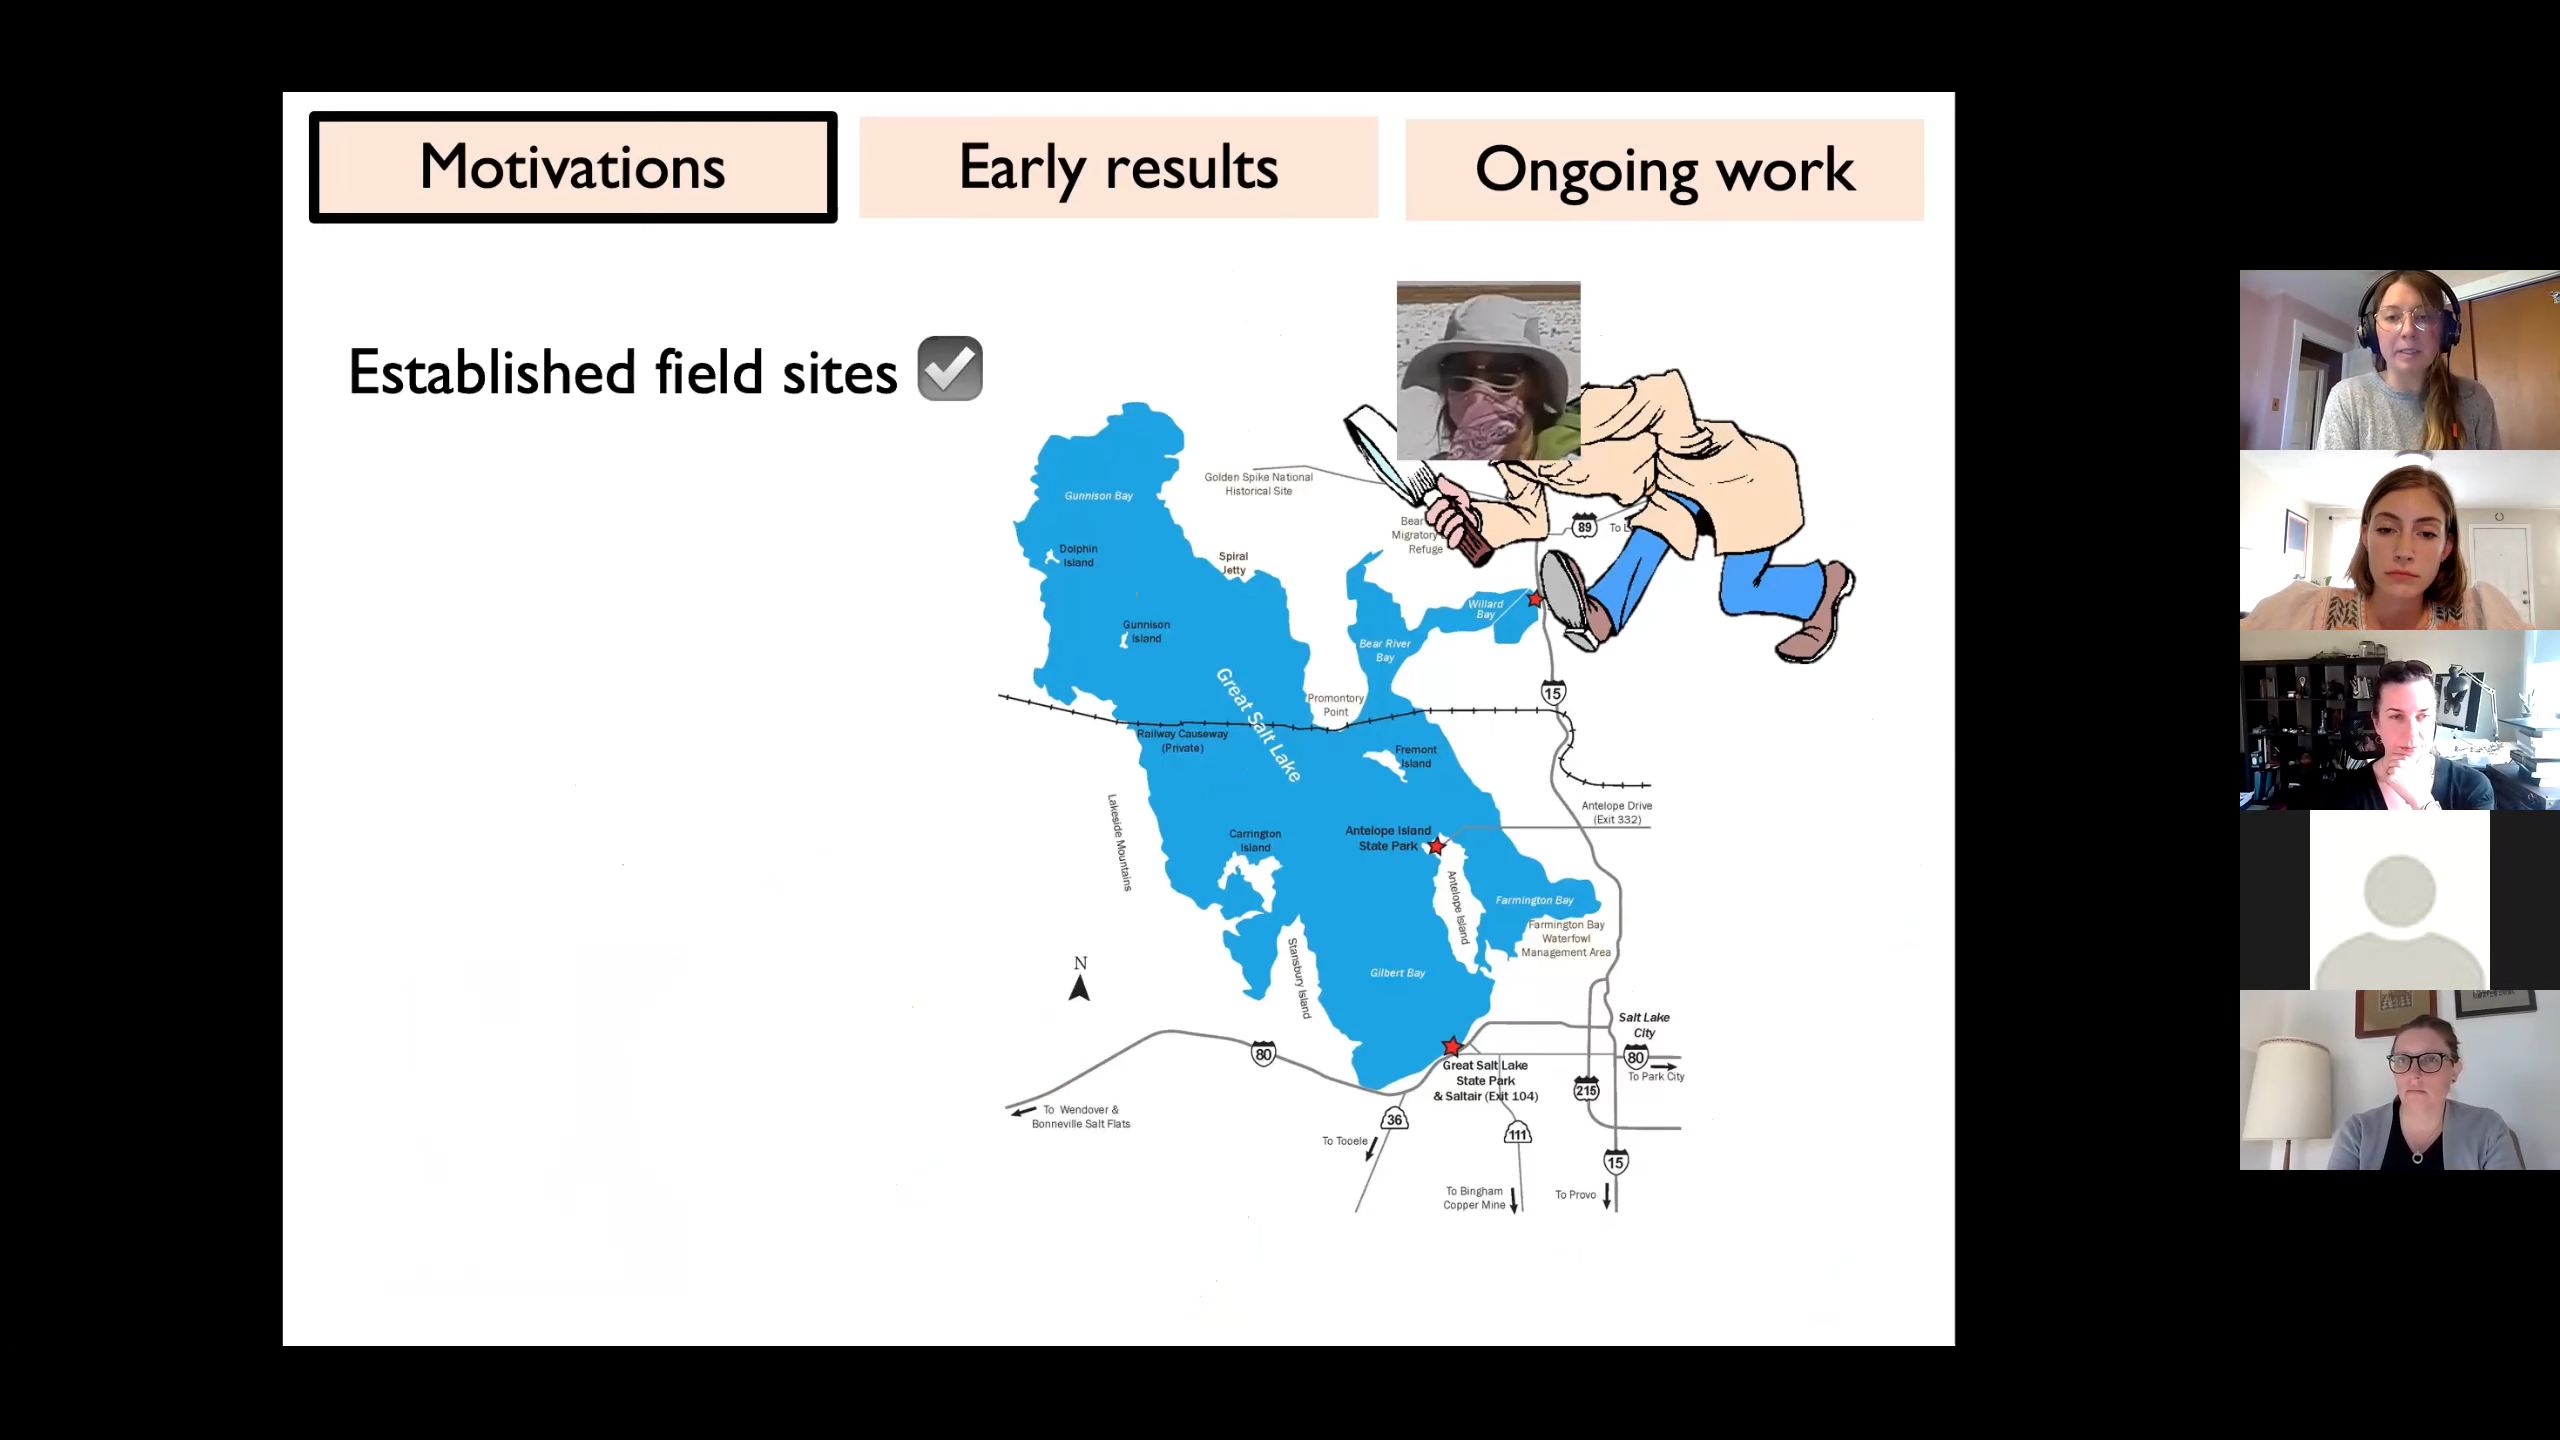 Motivations
Early results
Ongoing work
Established field sites
Gunnison Bay
Golden Spike National
Historical Site
Bear
Migratory
Refuge
89
To L
Dolphin
Island
Spiral
Jetty
Willard
Bay
Gunnison
Island
Bear River
Bay
Great Salt Lake
15
Promontory
Point
Railway Causeway
(Private)
Fremont
Island
Lakeside Mountains
Antelope Drive
(Exit 332)
Carrington
Island
Antelope Island
State Park
Antelope Island
Farmington Bay
Farmington Bay
Waterfowl
Management Area
Stansbury Island
Gilbert Bay
N
Salt Lake
City
80
80
To Park City
Great Salt Lake
State Park
& Saltair (Exit 104)
215
To Wendover &
Bonneville Salt Flats
36
To Tooele
111
15
To Bingham
Copper Mine
To Provo